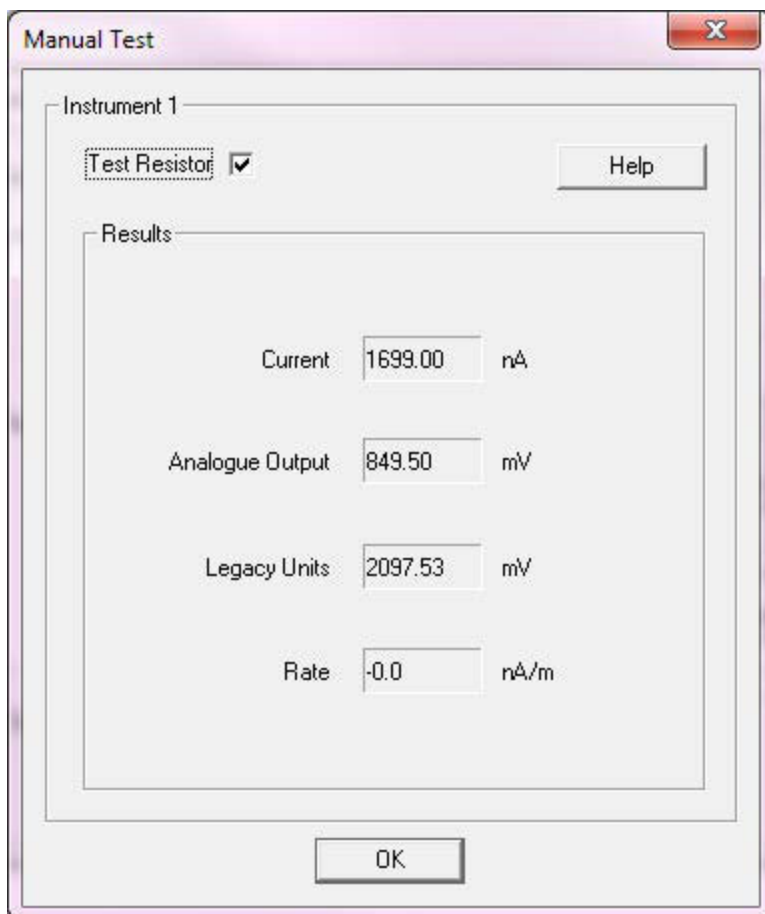 Manual Test
Instrument 1
Test Resistor
Help
Results
Current 1699.00 nA
Analogue Output 849.50 mV
Legacy Units 2097.53 mV
Rate -0.0 nA/m
OK